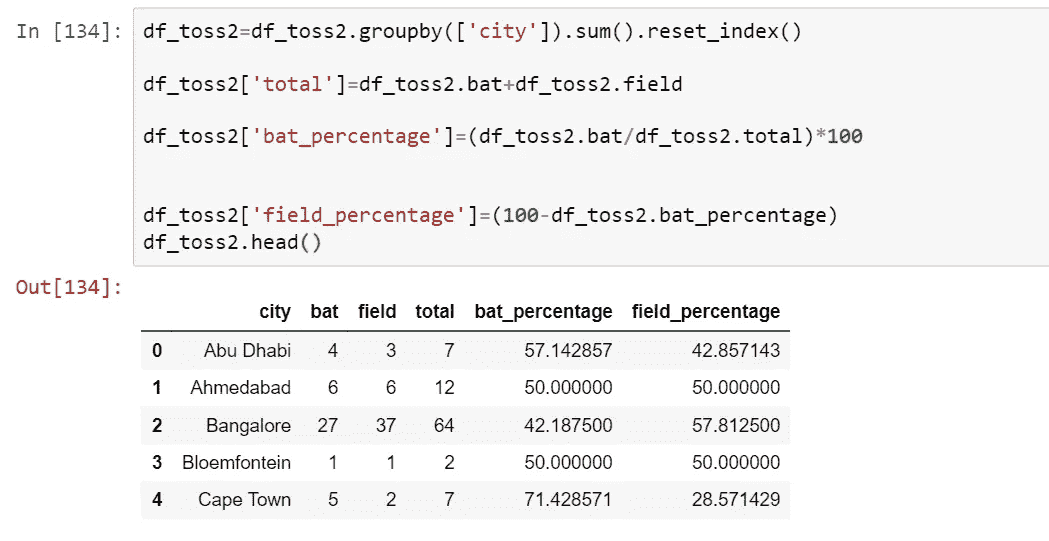 In [134]: df_toss2=df_toss2.groupby(['city']).sum().reset_index()
df_toss2['total']=df_toss2.bat+df_toss2.field
df_toss2['bat_percentage']=(df_toss2.bat/df_toss2.total)*100
df_toss2['field_percentage']=(100-df_toss2.bat_percentage)
df_toss2.head()
Out[134]:
city bat field total bat_percentage field_percentage
0 Abu Dhabi 4 3 7 57.142857 42.857143
1 Ahmedabad 6 6 12 50.000000 50.000000
2 Bangalore 27 37 64 42.187500 57.812500
3 Bloemfontein 1 1 2 50.000000 50.000000
4 Cape Town 5 2 7 71.428571 28.571429